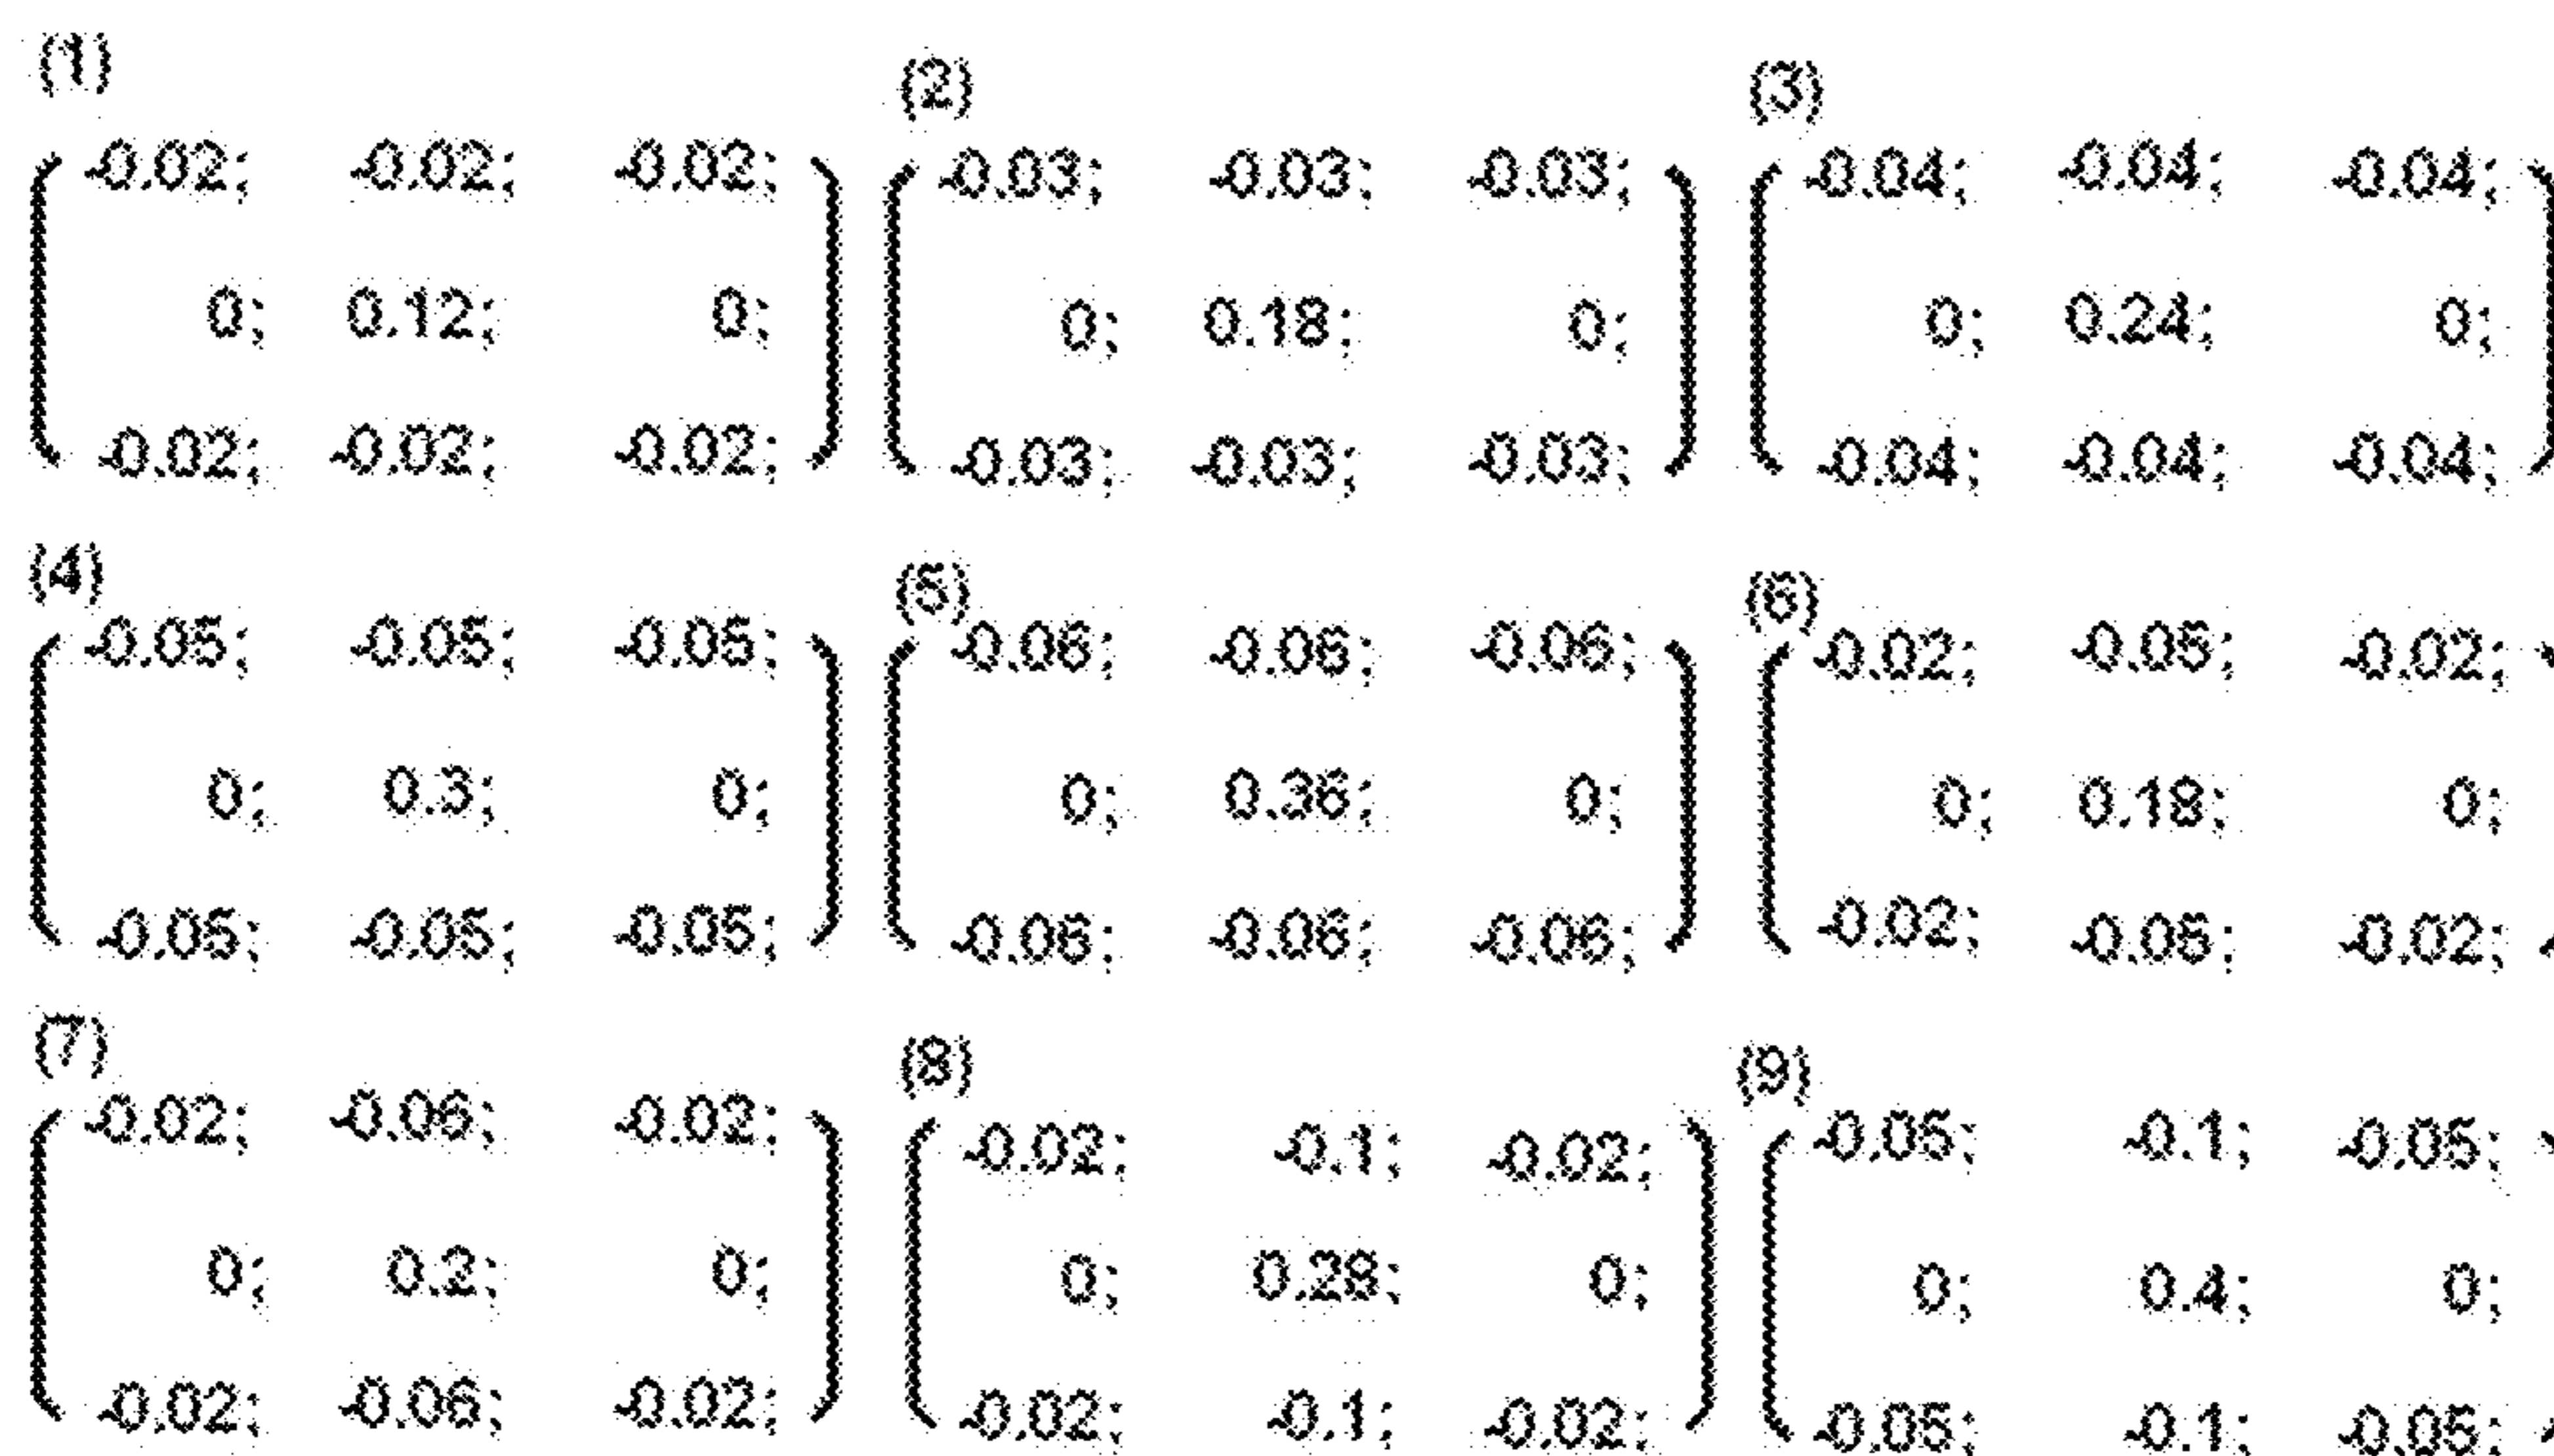 (1) (2) (3)
-0.02; -0.02; -0.02; -0.03; -0.03; -0.03; -0.04; -0.04; -0.04;
0; 0.12; 0; 0; 0.18; 0; 0; 0.24; 0;
-0.02; -0.02; -0.02; -0.03; -0.03; -0.03; -0.04; -0.04; -0.04;
(4) (5) (6)
-0.05; -0.05; -0.05; -0.06; -0.06; -0.06; -0.02; -0.05; -0.02;
0; 0.3; 0; 0; 0.36; 0; 0; 0.18; 0;
-0.05; -0.05; -0.05; -0.06; -0.06; -0.06; -0.02; -0.05; -0.02;
(7) (8) (9)
-0.02; -0.06; -0.02; -0.02; -0.1; -0.02; -0.05; -0.1; -0.05;
0; 0.2; 0; 0; 0.28; 0; 0; 0.4; 0;
-0.02; -0.06; -0.02; -0.02; -0.1; -0.02; -0.05; -0.1; -0.05;